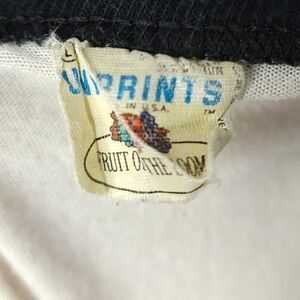 UNPRINTS
IN U.S.A.
TM
FRUIT OF THE LOOM